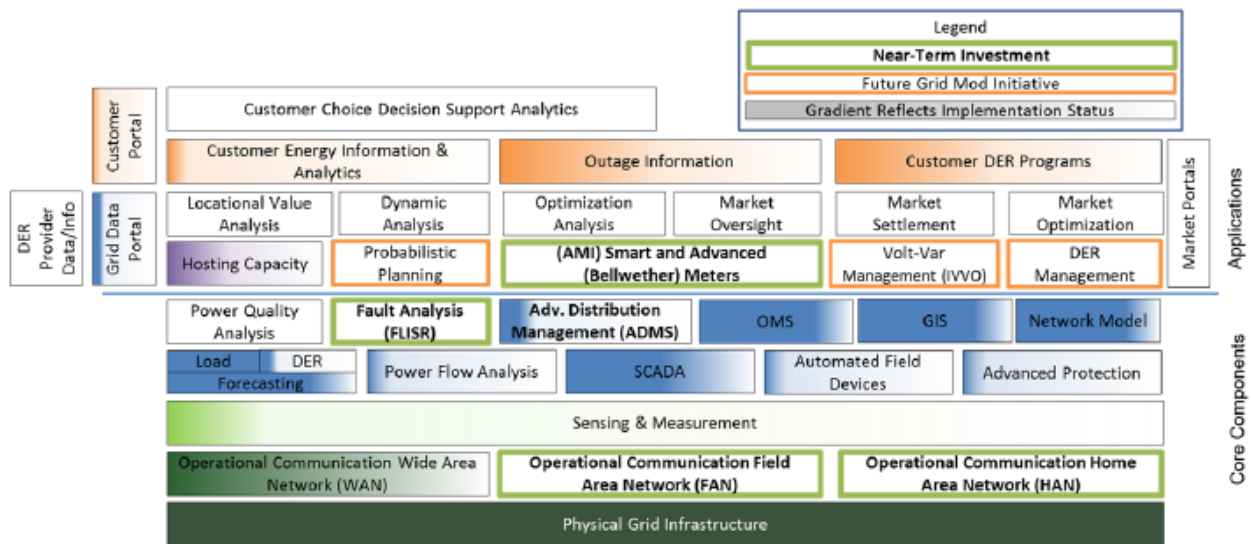 Legend
Near-Term Investment
Future Grid Mod Initiative
Gradient Reflects Implementation Status
Customer
Portal
Customer Choice Decision Support Analytics
Customer Energy Information &
Analytics
Outage Information
Customer DER Programs
DER
Provider
Data/Info
Grid Data
Portal
Locational Value
Analysis
Dynamic
Analysis
Optimization
Analysis
Market
Oversight
Market
Settlement
Market
Optimization
Market Portals
Applications
Hosting Capacity
Probabilistic
Planning
(AMI) Smart and Advanced
(Bellwether) Meters
Volt-Var
Management (IVVO)
DER
Management
Power Quality
Analysis
Fault Analysis
(FLISR)
Adv. Distribution
Management (ADMS)
OMS
GIS
Network Model
Load
DER
Forecasting
Power Flow Analysis
SCADA
Automated Field
Devices
Advanced Protection
Core Components
Sensing & Measurement
Operational Communication Wide Area
Network (WAN)
Operational Communication Field
Area Network (FAN)
Operational Communication Home
Area Network (HAN)
Physical Grid Infrastructure